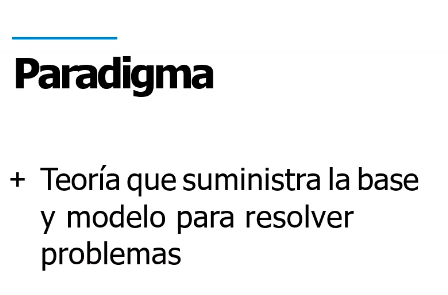 Paradigma
+ Teoría que suministra la base
y modelo para resolver
problemas